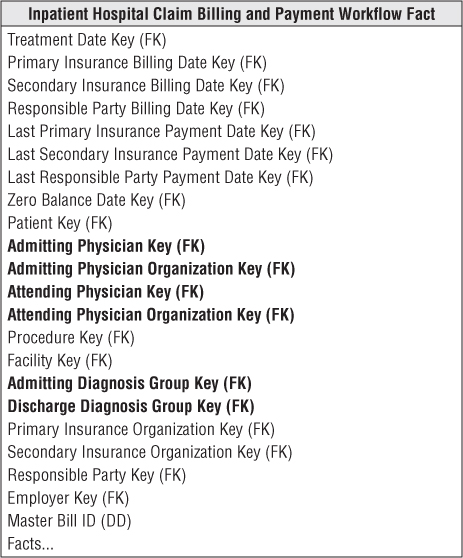 Inpatient Hospital Claim Billing and Payment Workflow Fact
Treatment Date Key (FK)
Primary Insurance Billing Date Key (FK)
Secondary Insurance Billing Date Key (FK)
Responsible Party Billing Date Key (FK)
Last Primary Insurance Payment Date Key (FK)
Last Secondary Insurance Payment Date Key (FK)
Last Responsible Party Payment Date Key (FK)
Zero Balance Date Key (FK)
Patient Key (FK)
Admitting Physician Key (FK)
Admitting Physician Organization Key (FK)
Attending Physician Key (FK)
Attending Physician Organization Key (FK)
Procedure Key (FK)
Facility Key (FK)
Admitting Diagnosis Group Key (FK)
Discharge Diagnosis Group Key (FK)
Primary Insurance Organization Key (FK)
Secondary Insurance Organization Key (FK)
Responsible Party Key (FK)
Employer Key (FK)
Master Bill ID (DD)
Facts...